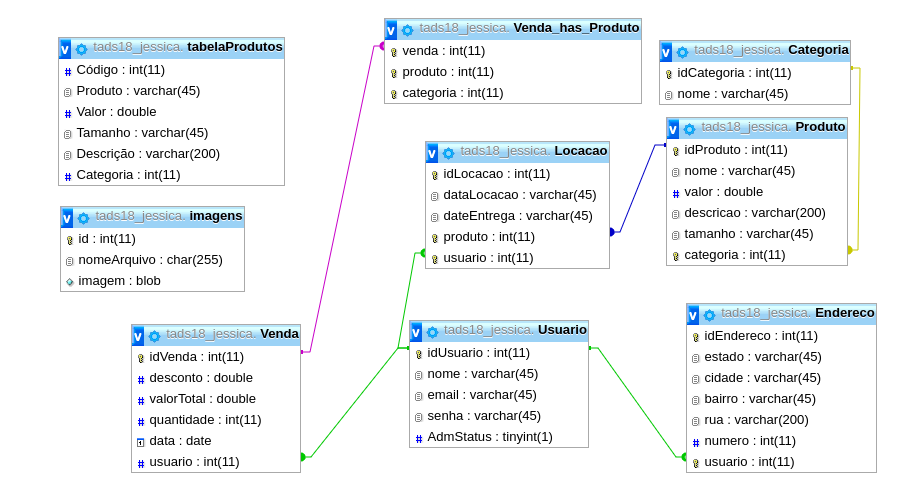 tads18_jessica. tabelaProdutos
Código : int(11)
Produto : varchar(45)
Valor : double
Tamanho : varchar(45)
Descrição : varchar(200)
Categoria : int(11)
tads18_jessica. imagens
id : int(11)
nomeArquivo : char(255)
imagem : blob
tads18_jessica. Venda_has_Produto
venda : int(11)
produto : int(11)
categoria : int(11)
tads18_jessica. Categoria
idCategoria : int(11)
nome : varchar(45)
tads18_jessica. Produto
idProduto : int(11)
nome : varchar(45)
valor : double
descricao : varchar(200)
tamanho : varchar(45)
categoria : int(11)
tads18_jessica. Locacao
idLocacao : int(11)
dataLocacao : varchar(45)
dateEntrega : varchar(45)
produto : int(11)
usuario : int(11)
tads18_jessica. Venda
idVenda : int(11)
desconto : double
valorTotal : double
quantidade : int(11)
data : date
usuario : int(11)
tads18_jessica. Usuario
idUsuario : int(11)
nome : varchar(45)
email : varchar(45)
senha : varchar(45)
AdmStatus : tinyint(1)
tads18_jessica. Endereco
idEndereco : int(11)
estado : varchar(45)
cidade : varchar(45)
bairro : varchar(45)
rua : varchar(200)
numero : int(11)
usuario : int(11)